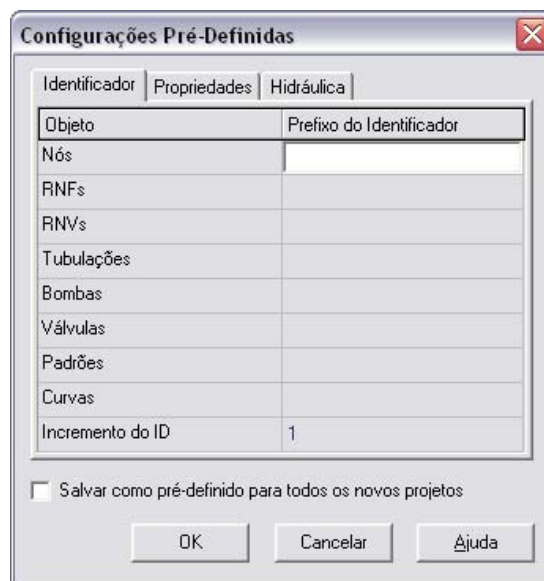 Configurações Pré-Definidas
Identificador Propriedades Hidráulica
Objeto Prefixo do Identificador
Nós
RNFs
RNVs
Tubulações
Bombas
Válvulas
Padrões
Curvas
Incremento do ID 1
Salvar como pré-definido para todos os novos projetos
OK Cancelar Ajuda